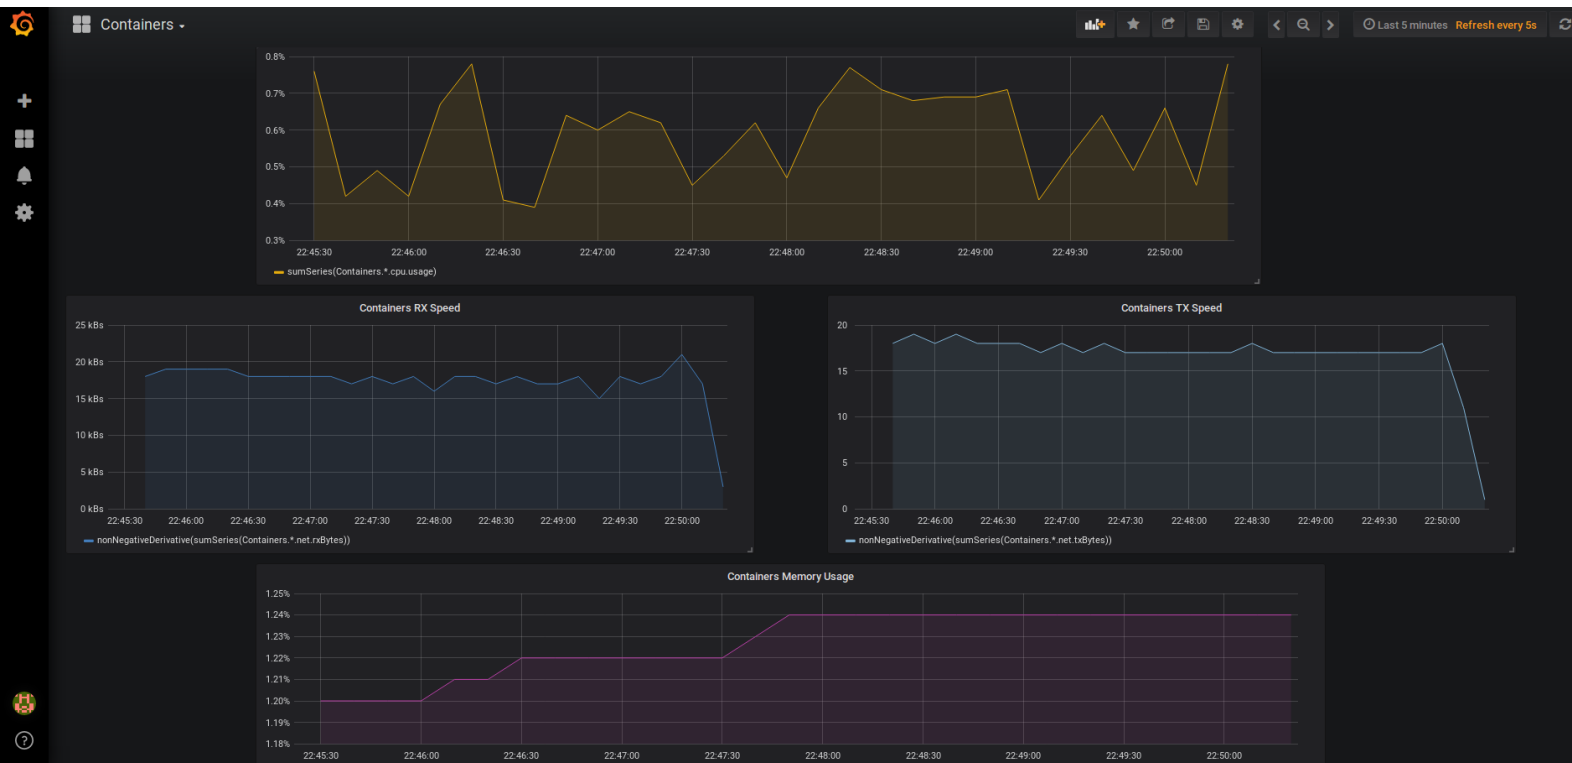 Containers
Last 5 minutes Refresh every 5s
0.8%
0.7%
0.6%
0.5%
0.4%
0.3%
22:45:30 22:46:00 22:46:30 22:47:00 22:47:30 22:48:00 22:48:30 22:49:00 22:49:30 22:50:00
sumSeries(Containers.*.cpu.usage)
Containers RX Speed
25 kBs
20 kBs
15 kBs
10 kBs
5 kBs
0 kBs
22:45:30 22:46:00 22:46:30 22:47:00 22:47:30 22:48:00 22:48:30 22:49:00 22:49:30 22:50:00
nonNegativeDerivative(sumSeries(Containers.*.net.rxBytes))
Containers TX Speed
20
15
10
5
0
22:45:30 22:46:00 22:46:30 22:47:00 22:47:30 22:48:00 22:48:30 22:49:00 22:49:30 22:50:00
nonNegativeDerivative(sumSeries(Containers.*.net.txBytes))
Containers Memory Usage
1.25%
1.24%
1.23%
1.22%
1.21%
1.20%
1.19%
1.18%
22:45:30 22:46:00 22:46:30 22:47:00 22:47:30 22:48:00 22:48:30 22:49:00 22:49:30 22:50:00